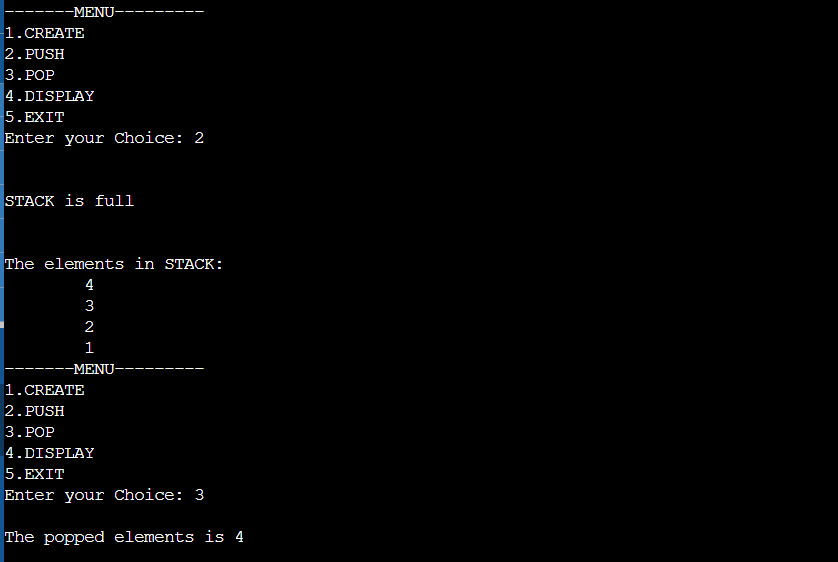 -------MENU---------
1.CREATE
2.PUSH
3.POP
4.DISPLAY
5.EXIT
Enter your Choice: 2
STACK is full
The elements in STACK:
4
3
2
1
-------MENU---------
1.CREATE
2.PUSH
3.POP
4.DISPLAY
5.EXIT
Enter your Choice: 3
The popped elements is 4